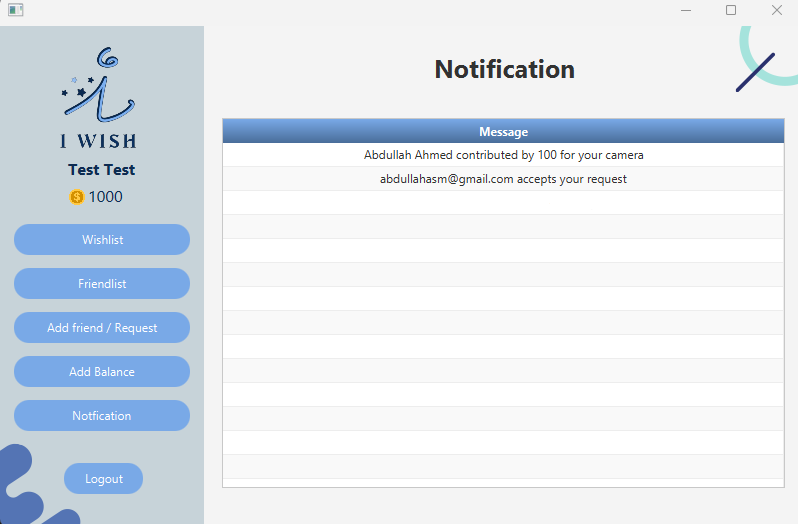 I WISH
Test Test
1000
Wishlist
Friendlist
Add friend / Request
Add Balance
Notfication
Logout
Notification
Message
Abdullah Ahmed contributed by 100 for your camera
abdullahasm@gmail.com accepts your request